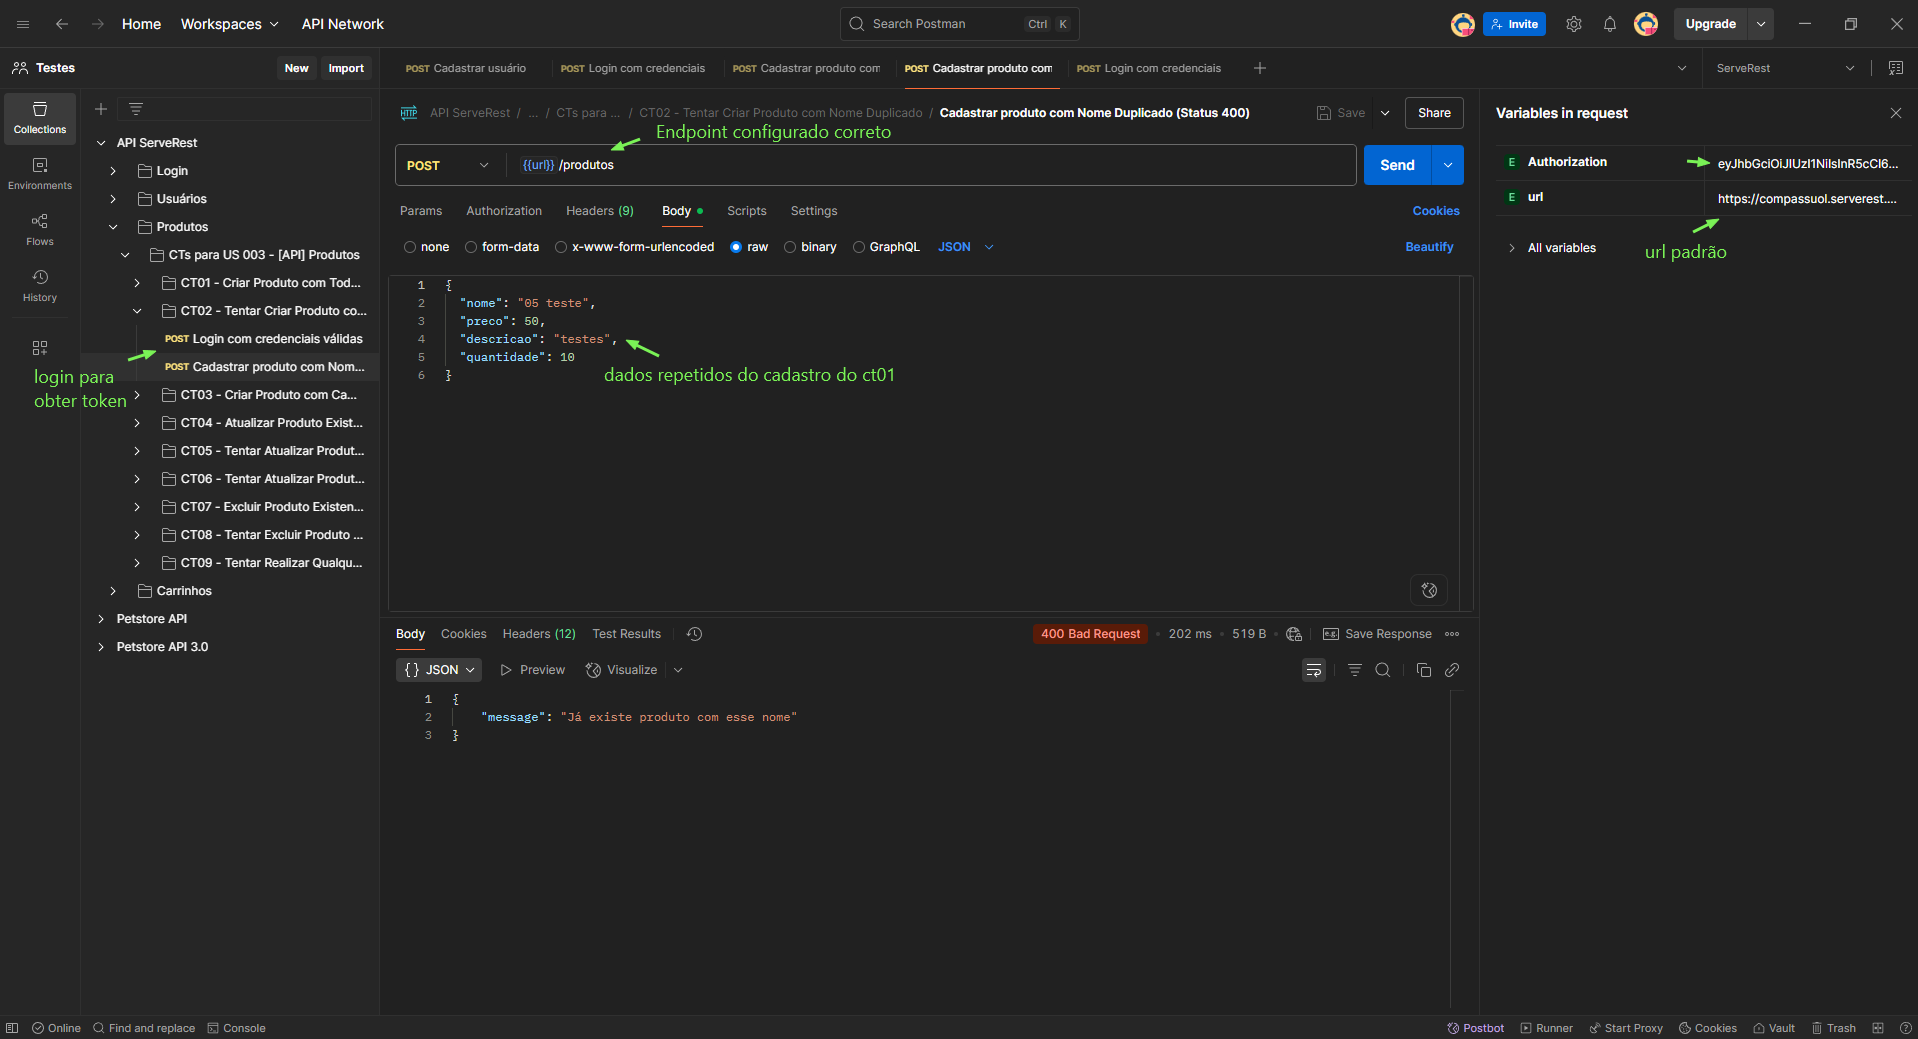 Home Workspaces API Network Search Postman Ctrl K Invite Upgrade
Testes New Import POST Cadastrar usuário POST Login com credenciais POST Cadastrar produto com POST Cadastrar produto com POST Login com credenciais ServeRest
Collections
Environments
Flows
History
API ServeRest
Login
Usuários
Produtos
CTs para US 003 - [API] Produtos
CT01 - Criar Produto com Tod...
CT02 - Tentar Criar Produto co...
POST Login com credenciais válidas
POST Cadastrar produto com Nom...
CT03 - Criar Produto com Ca...
CT04 - Atualizar Produto Exist...
CT05 - Tentar Atualizar Produt...
CT06 - Tentar Atualizar Produt...
CT07 - Excluir Produto Existen...
CT08 - Tentar Excluir Produto ...
CT09 - Tentar Realizar Qualqu...
Carrinhos
Petstore API
Petstore API 3.0
login para
obter token
HTTP API ServeRest / ... / CTs para ... / CT02 - Tentar Criar Produto com Nome Duplicado / Cadastrar produto com Nome Duplicado (Status 400) Save Share
Endpoint configurado correto
POST {{url}} /produtos Send
Params Authorization Headers (9) Body Scripts Settings Cookies
none form-data x-www-form-urlencoded raw binary GraphQL JSON Beautify
1 {
2 "nome": "05 teste",
3 "preco": 50,
4 "descricao": "testes",
5 "quantidade": 10
6 }
dados repetidos do cadastro do ct01
Body Cookies Headers (12) Test Results 400 Bad Request 202 ms 519 B e.g. Save Response
{} JSON Preview Visualize
1 {
2 "message": "Já existe produto com esse nome"
3 }
Variables in request
E Authorization eyJhbGciOiJIUzI1NiIsInR5cCI6...
E url https://compassuol.serverest....
url padrão
All variables
Online Find and replace Console Postbot Runner Start Proxy Cookies Vault Trash